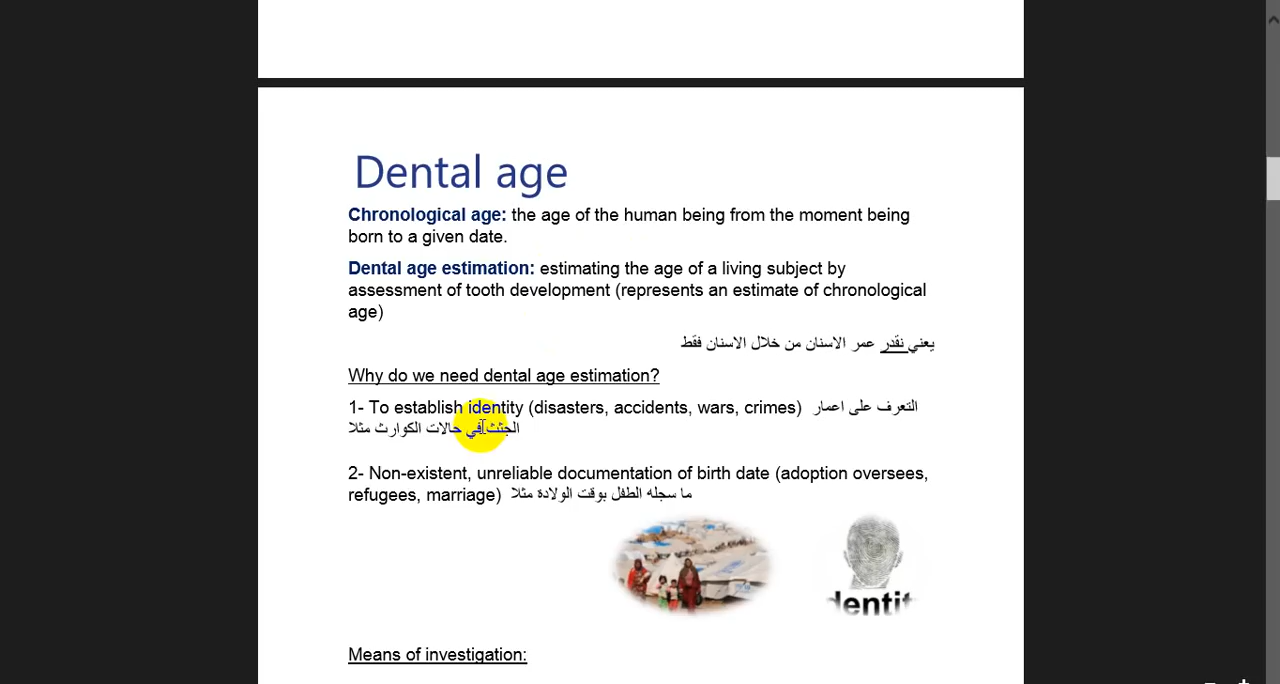 Dental age
Chronological age: the age of the human being from the moment being
born to a given date.
Dental age estimation: estimating the age of a living subject by
assessment of tooth development (represents an estimate of chronological
age)
يعني نقدر عمر الاسنان من خلال الاسنان فقط
Why do we need dental age estimation?
1- To establish identity (disasters, accidents, wars, crimes) التعرف على اعمار
الجثث في حالات الكوارث مثلا
2- Non-existent, unreliable documentation of birth date (adoption oversees,
refugees, marriage) ما سجله الطفل بوقت الولادة مثلا
dentit
Means of investigation: